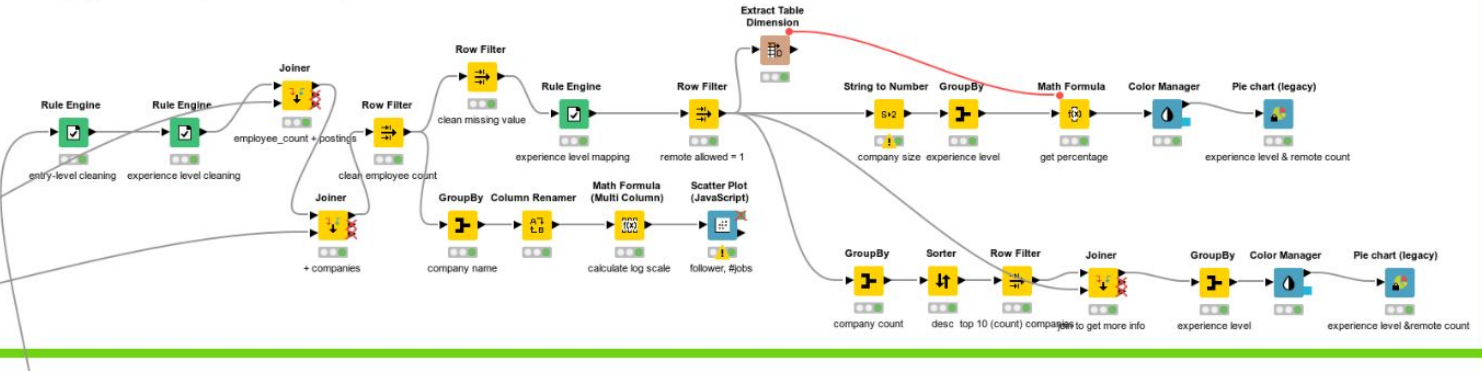 Extract Table
Dimension
Row Filter
clean missing value
Joiner
employee_count + postings
Rule Engine
entry-level cleaning
Rule Engine
experience level cleaning
Row Filter
clean employee count
Rule Engine
experience level mapping
Row Filter
remote allowed = 1
String to Number
S▸2
company size
GroupBy
experience level
Math Formula
f(x)
get percentage
Color Manager
Pie chart (legacy)
experience level & remote count
Joiner
+ companies
GroupBy
company name
Column Renamer
Math Formula
(Multi Column)
f(x)
calculate log scale
Scatter Plot
(JavaScript)
follower, #jobs
GroupBy
company count
Sorter
desc
Row Filter
top 10 (count) companies
Joiner
join to get more info
GroupBy
experience level
Color Manager
Pie chart (legacy)
experience level &remote count